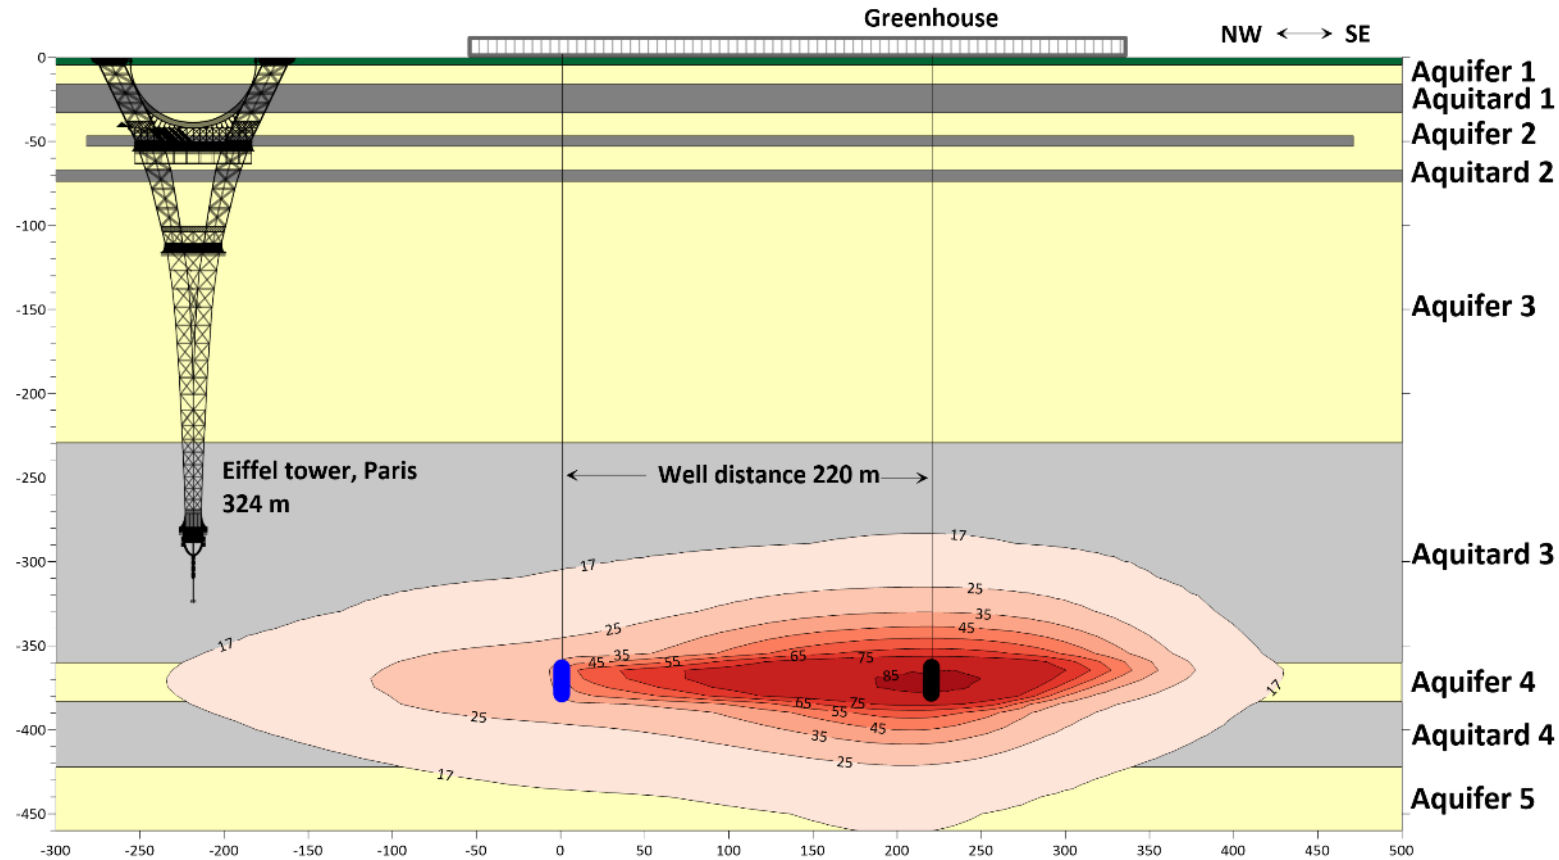 Greenhouse
NW SE
0
-50
-100
-150
-200
-250
-300
-350
-400
-450
Aquifer 1
Aquitard 1
Aquifer 2
Aquitard 2
Aquifer 3
Aquitard 3
Aquifer 4
Aquitard 4
Aquifer 5
Eiffel tower, Paris
324 m
Well distance 220 m
17
17
25
35
45
17
25
17
45
35
55
65
75
85
65
75
55
45
35
25
25
17
17
-300 -250 -200 -150 -100 -50 0 50 100 150 200 250 300 350 400 450 500